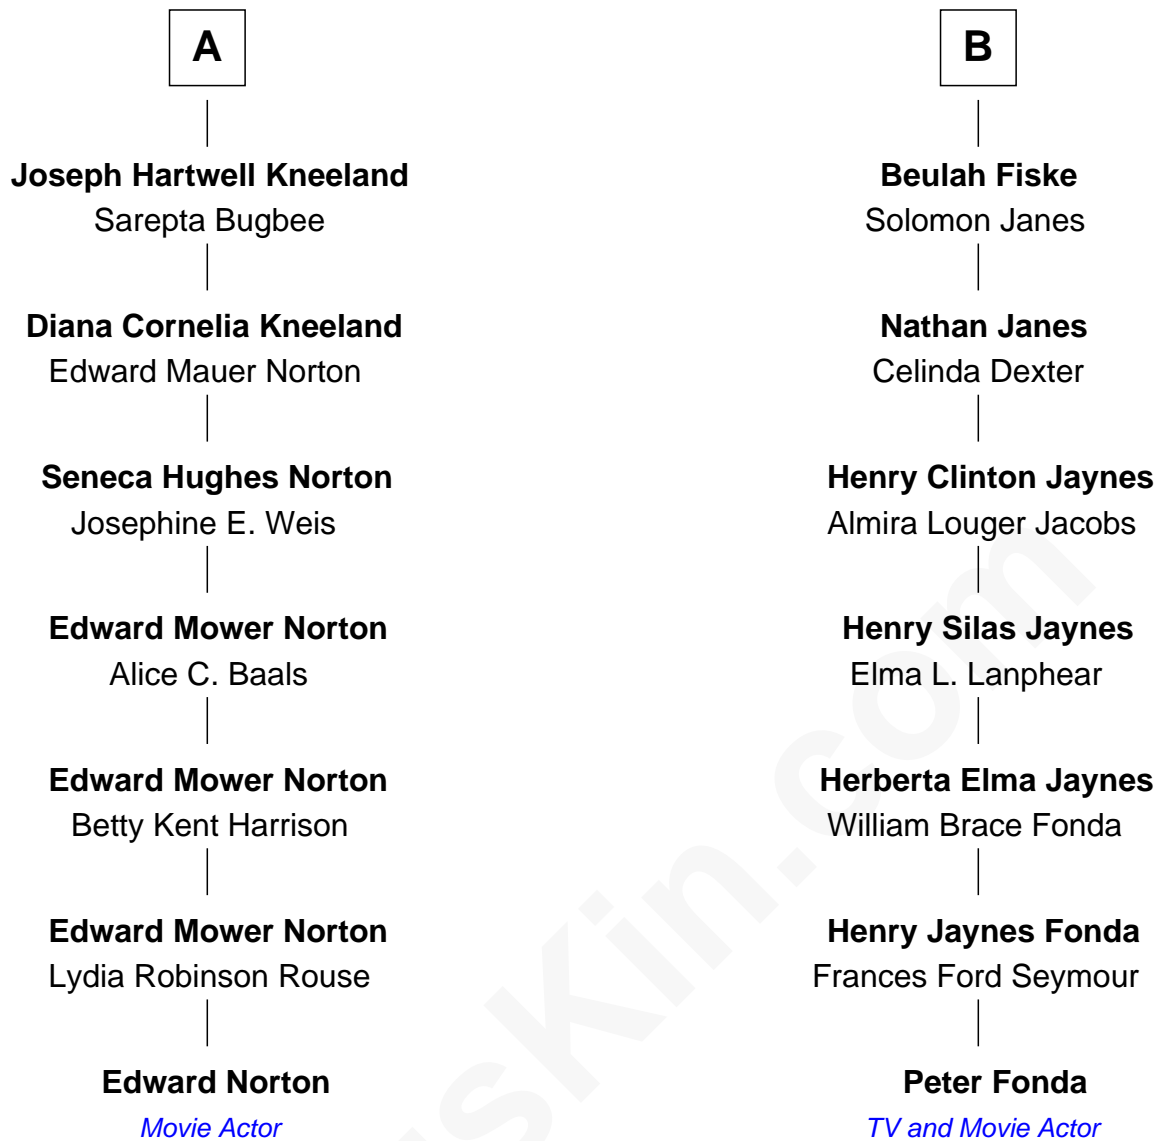 A
B
Joseph Hartwell Kneeland
Sarepta Bugbee
Beulah Fiske
Solomon Janes
Diana Cornelia Kneeland
Edward Mauer Norton
Nathan Janes
Celinda Dexter
Seneca Hughes Norton
Josephine E. Weis
Henry Clinton Jaynes
Almira Louger Jacobs
Edward Mower Norton
Alice C. Baals
Henry Silas Jaynes
Elma L. Lanphear
Edward Mower Norton
Betty Kent Harrison
Herberta Elma Jaynes
William Brace Fonda
Edward Mower Norton
Lydia Robinson Rouse
Henry Jaynes Fonda
Frances Ford Seymour
Edward Norton
Movie Actor
Peter Fonda
TV and Movie Actor
sKin.com